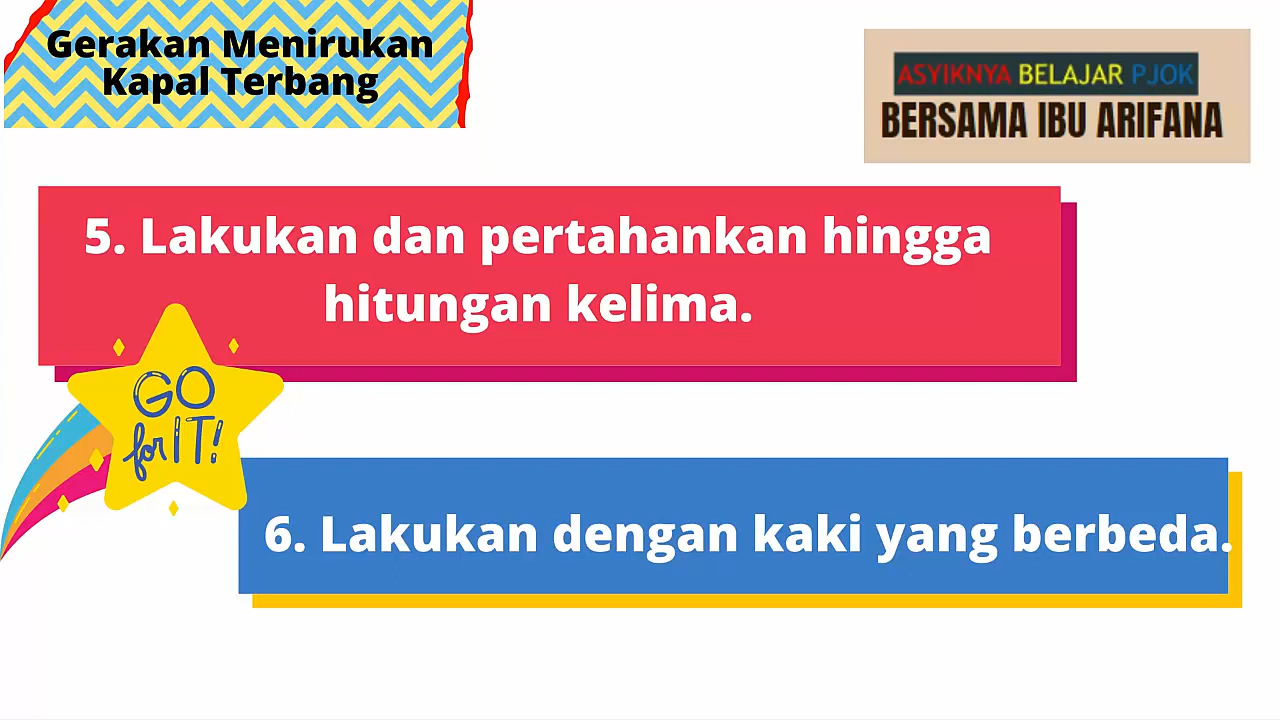 Gerakan Menirukan
Kapal Terbang
ASYIKNYA BELAJAR PJOK
BERSAMA IBU ARIFANA
5. Lakukan dan pertahankan hingga
hitungan kelima.
GO
for IT!
6. Lakukan dengan kaki yang berbeda.